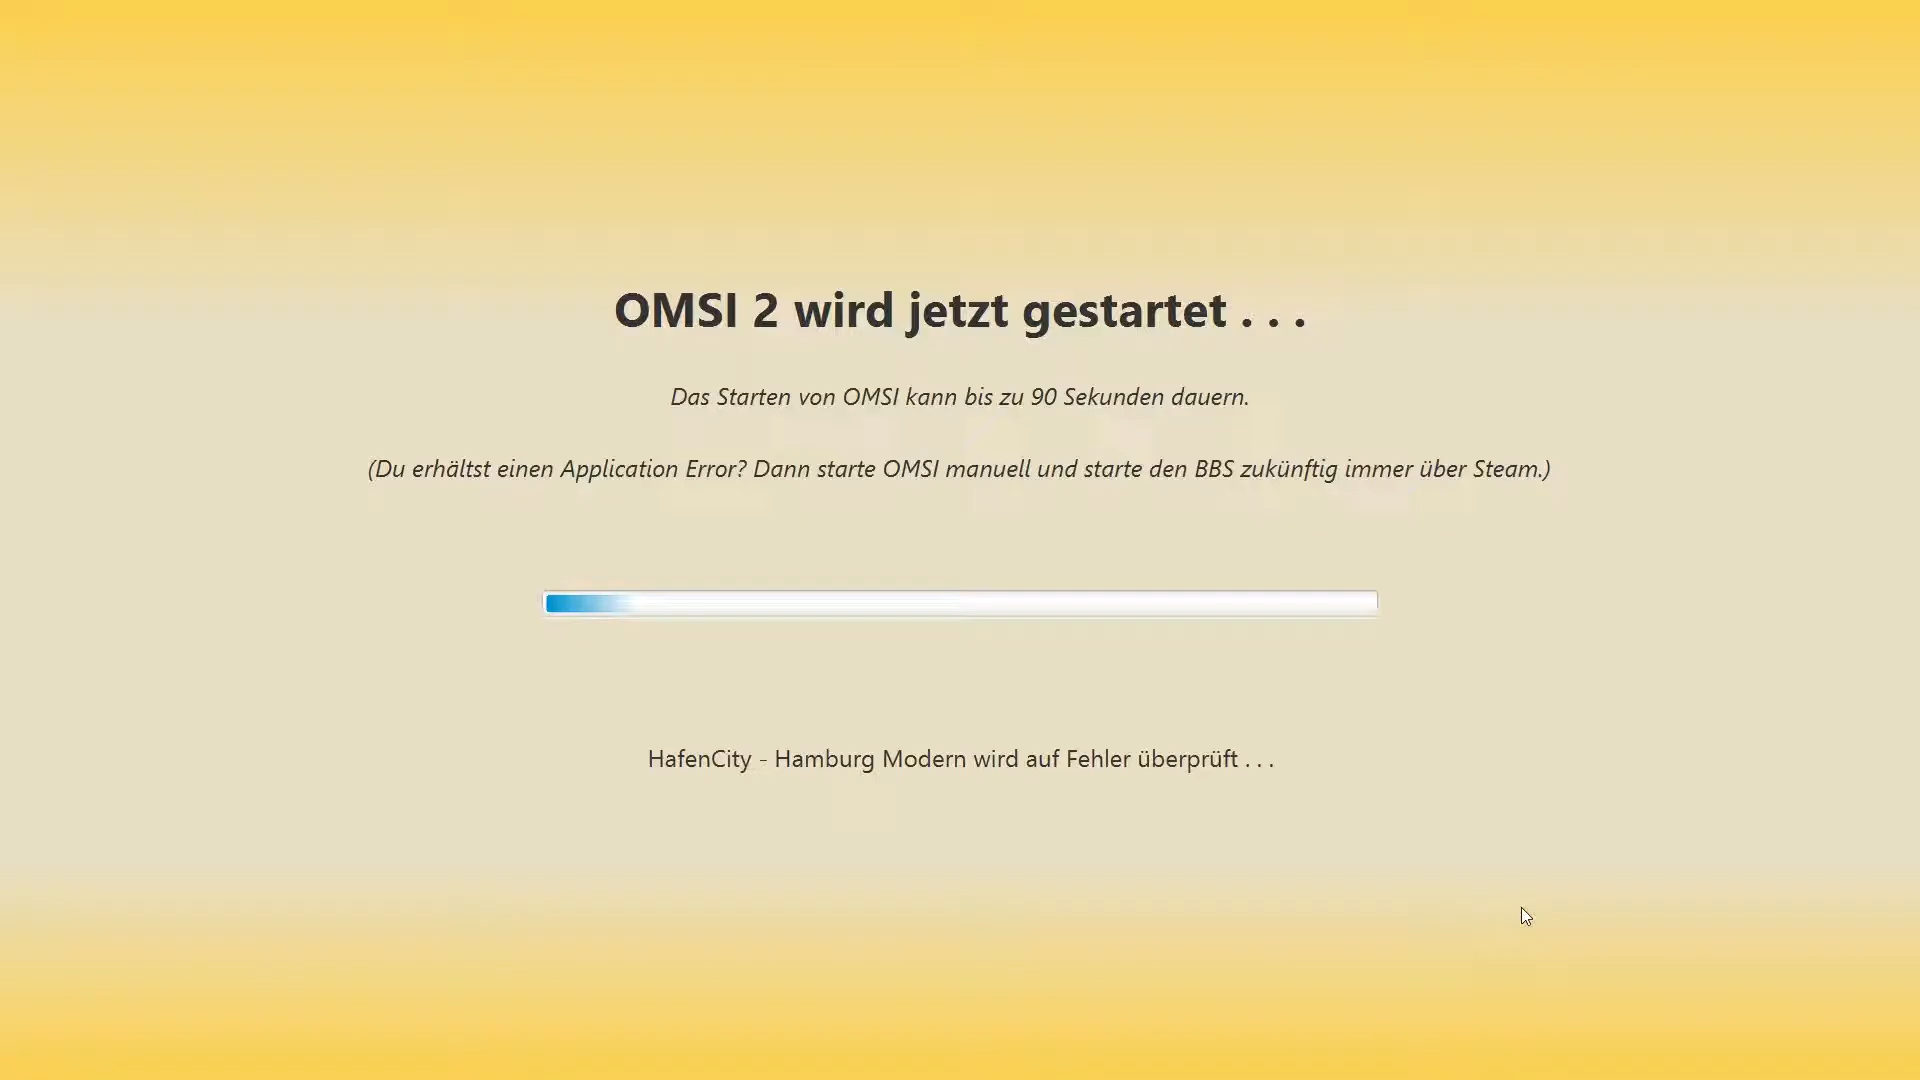 OMSI 2 wird jetzt gestartet . . .
Das Starten von OMSI kann bis zu 90 Sekunden dauern.
(Du erhältst einen Application Error? Dann starte OMSI manuell und starte den BBS zukünftig immer über Steam.)
HafenCity - Hamburg Modern wird auf Fehler überprüft . . .